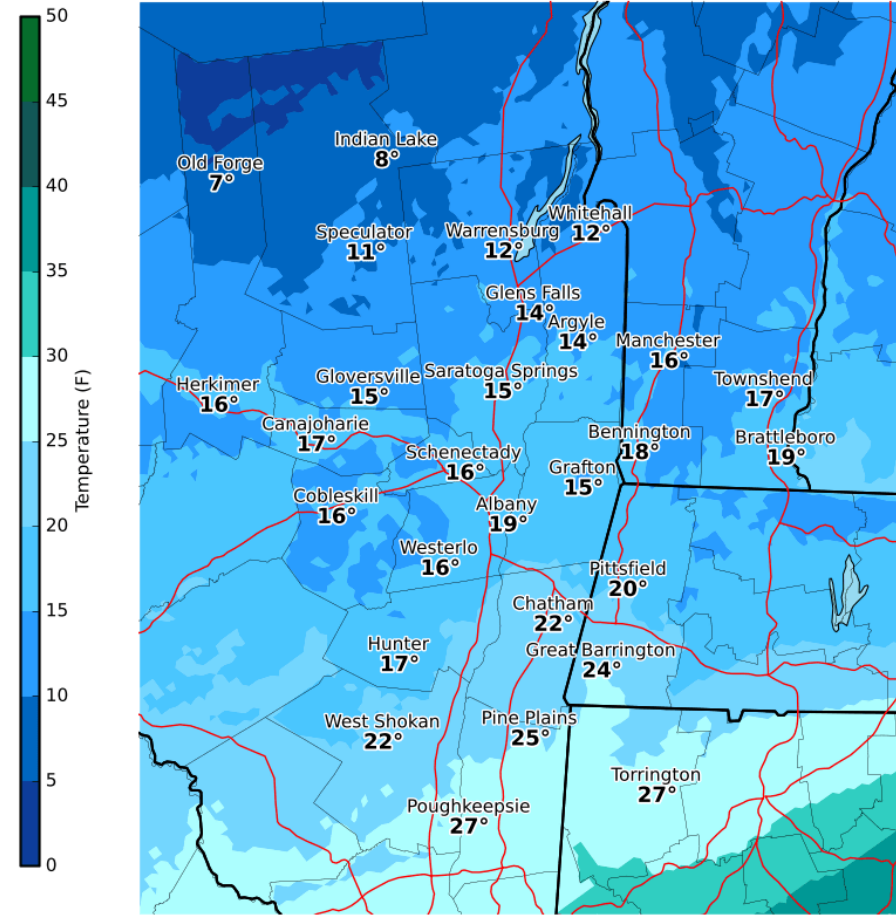 50
45
40
35
30
25
20
15
10
5
0
Temperature (F)
Indian Lake
8°
Old Forge
7°
Whitehall
12°
Speculator
11°
Warrensburg
12°
Glens Falls
14°
Argyle
14°
Manchester
16°
Saratoga Springs
15°
Gloversville
15°
Townshend
17°
Herkimer
16°
Canajoharie
17°
Bennington
18°
Brattleboro
19°
Schenectady
16°
Grafton
15°
Cobleskill
16°
Albany
19°
Westerlo
16°
Pittsfield
20°
Chatham
22°
Hunter
17°
Great Barrington
24°
West Shokan
22°
Pine Plains
25°
Torrington
27°
Poughkeepsie
27°